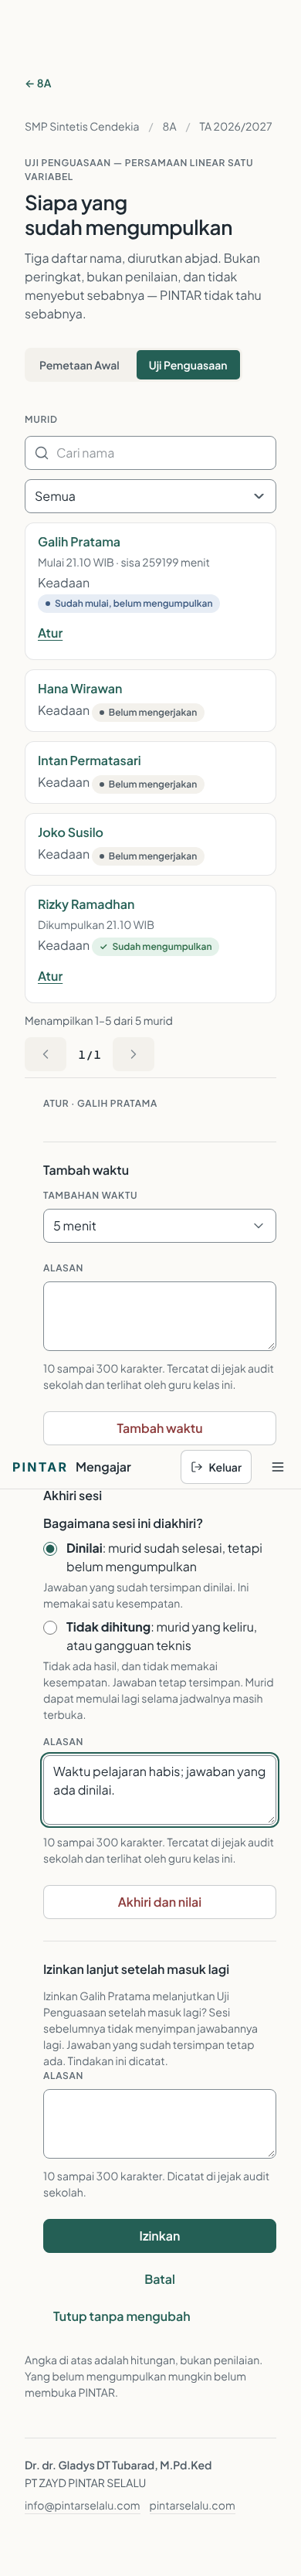 ← 8A
SMP Sintetis Cendekia / 8A / TA 2026/2027
UJI PENGUASAAN — PERSAMAAN LINEAR SATU
VARIABEL
Siapa yang
sudah mengumpulkan
Tiga daftar nama, diurutkan abjad. Bukan
peringkat, bukan penilaian, dan tidak
menyebut sebabnya — PINTAR tidak tahu
sebabnya.
Pemetaan Awal Uji Penguasaan
MURID
Cari nama
Semua
Galih Pratama
Mulai 21.10 WIB · sisa 259199 menit
Keadaan
Sudah mulai, belum mengumpulkan
Atur
Hana Wirawan
Keadaan Belum mengerjakan
Intan Permatasari
Keadaan Belum mengerjakan
Joko Susilo
Keadaan Belum mengerjakan
Rizky Ramadhan
Dikumpulkan 21.10 WIB
Keadaan ✓ Sudah mengumpulkan
Atur
Menampilkan 1–5 dari 5 murid
1/1
ATUR · GALIH PRATAMA
Tambah waktu
TAMBAHAN WAKTU
5 menit
ALASAN
10 sampai 300 karakter. Tercatat di jejak audit
sekolah dan terlihat oleh guru kelas ini.
Tambah waktu
PINTAR Mengajar Keluar
Akhiri sesi
Bagaimana sesi ini diakhiri?
Dinilai: murid sudah selesai, tetapi
belum mengumpulkan
Jawaban yang sudah tersimpan dinilai. Ini
memakai satu kesempatan.
Tidak dihitung: murid yang keliru,
atau gangguan teknis
Tidak ada hasil, dan tidak memakai
kesempatan. Jawaban tetap tersimpan. Murid
dapat memulai lagi selama jadwalnya masih
terbuka.
ALASAN
Waktu pelajaran habis; jawaban yang
ada dinilai.
10 sampai 300 karakter. Tercatat di jejak audit
sekolah dan terlihat oleh guru kelas ini.
Akhiri dan nilai
Izinkan lanjut setelah masuk lagi
Izinkan Galih Pratama melanjutkan Uji
Penguasaan setelah masuk lagi? Sesi
sebelumnya tidak menyimpan jawabannya
lagi. Jawaban yang sudah tersimpan tetap
ada. Tindakan ini dicatat.
ALASAN
10 sampai 300 karakter. Dicatat di jejak audit
sekolah.
Izinkan
Batal
Tutup tanpa mengubah
Angka di atas adalah hitungan, bukan penilaian.
Yang belum mengumpulkan mungkin belum
membuka PINTAR.
Dr. dr. Gladys DT Tubarad, M.Pd.Ked
PT ZAYD PINTAR SELALU
info@pintarselalu.com pintarselalu.com